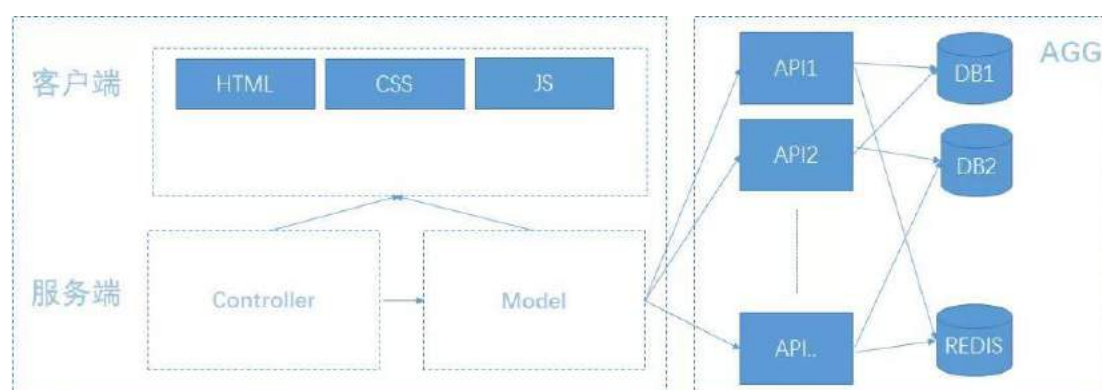 客户端
HTML
CSS
JS
服务端
Controller
Model
API1
API2
API..
DB1
DB2
REDIS
AGG